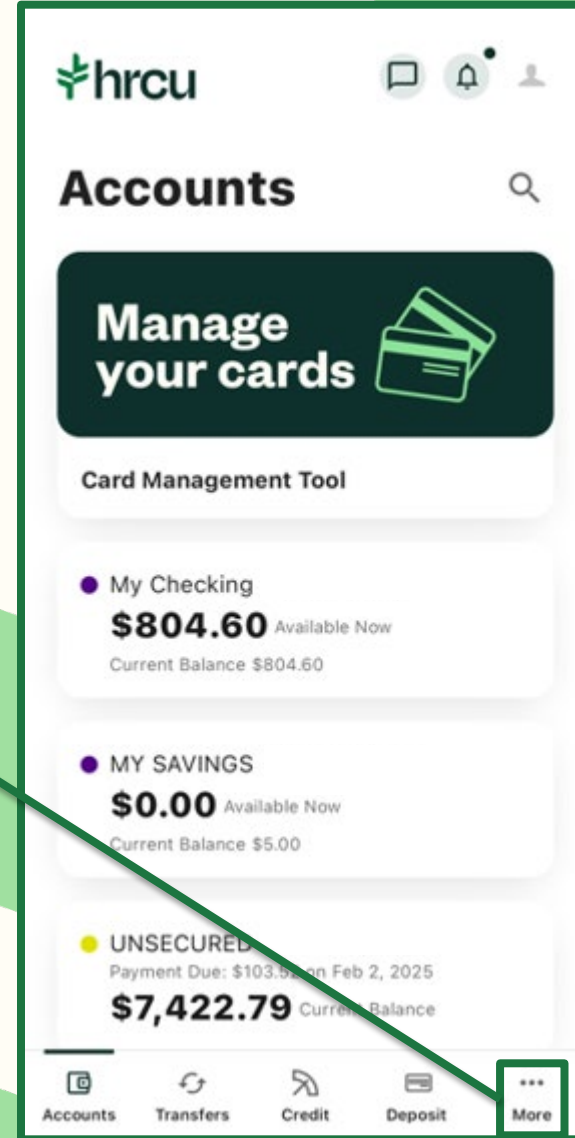 hrcu
Accounts
Manage
your cards
Card Management Tool
My Checking
$804.60 Available Now
Current Balance $804.60
MY SAVINGS
$0.00 Available Now
Current Balance $5.00
UNSECURED
Payment Due: $103.52 on Feb 2, 2025
$7,422.79 Current Balance
Accounts Transfers Credit Deposit More